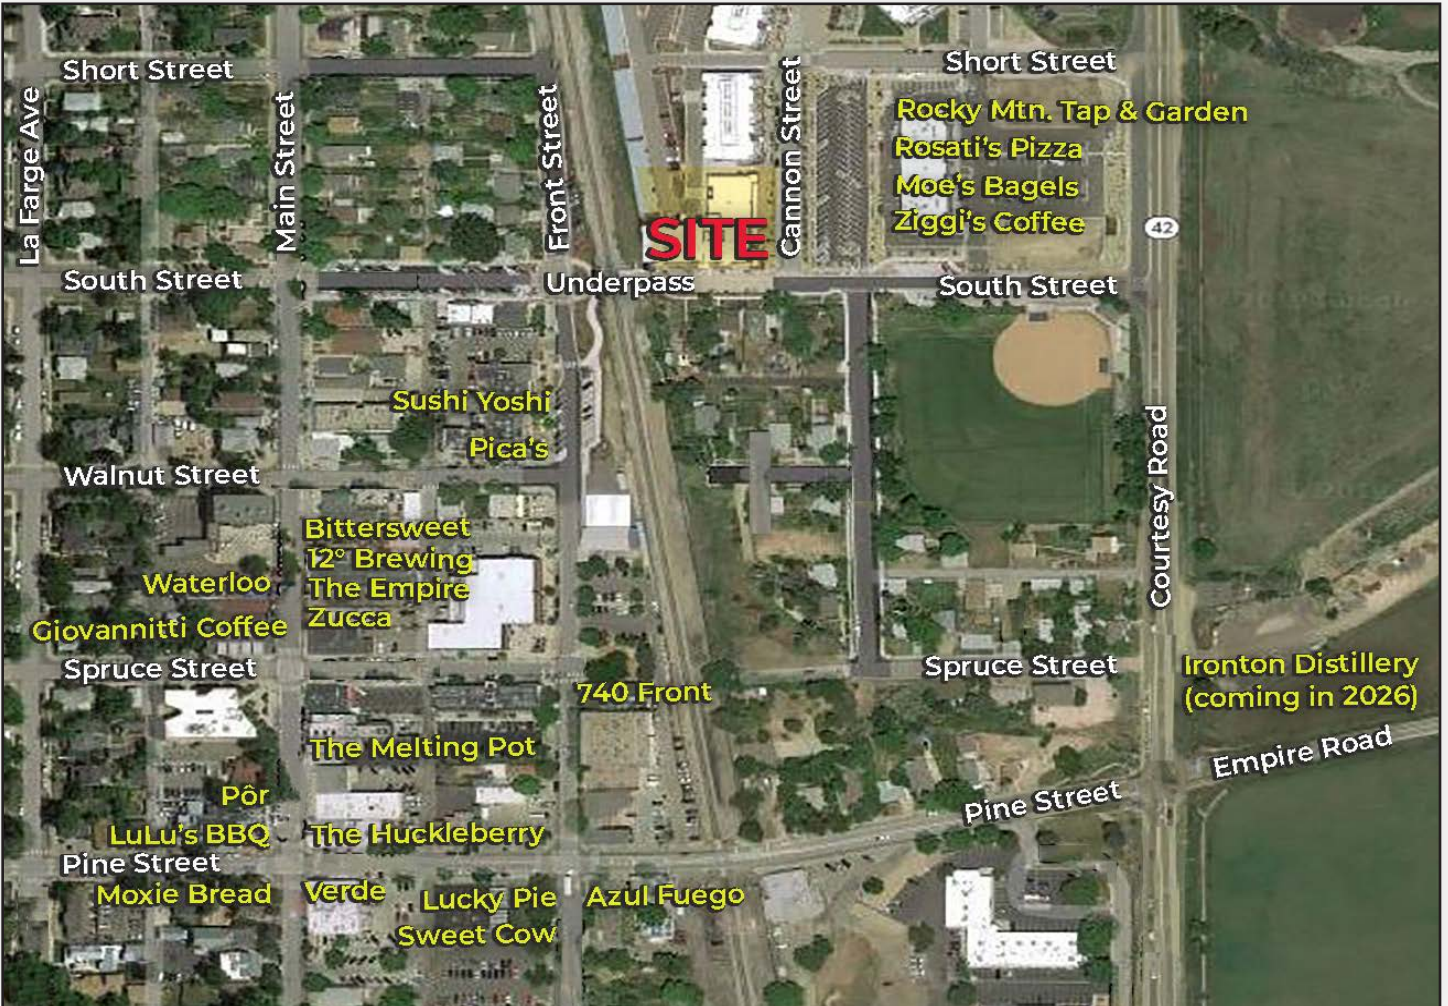 Short Street
Short Street
La Farge Ave
Main Street
Front Street
Cannon Street
Rocky Mtn. Tap & Garden
Rosati's Pizza
Moe's Bagels
Ziggi's Coffee
SITE
42
South Street
Underpass
South Street
Sushi Yoshi
Pica's
Walnut Street
Courtesy Road
Bittersweet
12° Brewing
The Empire
Zucca
Waterloo
Giovannitti Coffee
Spruce Street
Spruce Street
Ironton Distillery
(coming in 2026)
740 Front
The Melting Pot
Empire Road
Pôr
LuLu's BBQ
The Huckleberry
Pine Street
Pine Street
Moxie Bread
Verde
Lucky Pie
Sweet Cow
Azul Fuego